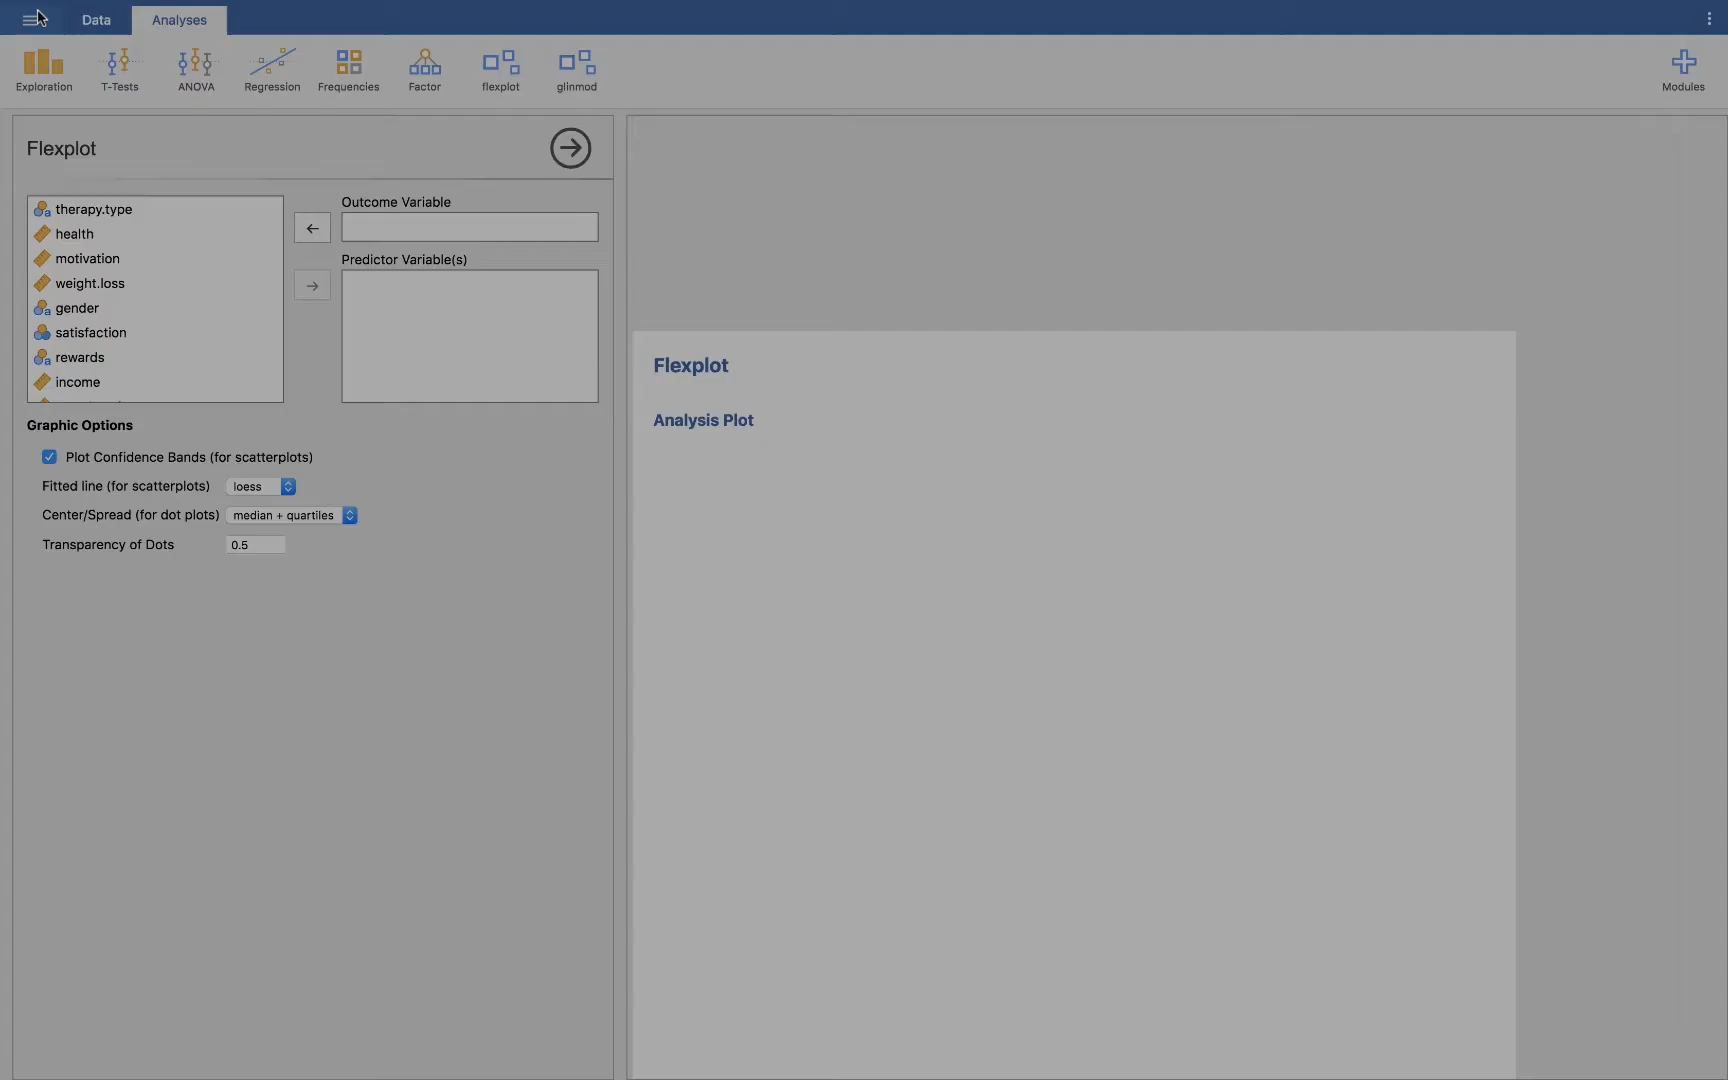 Data
Analyses
Exploration
T-Tests
ANOVA
Regression
Frequencies
Factor
flexplot
glinmod
Modules
Flexplot
therapy.type
health
motivation
weight.loss
gender
satisfaction
rewards
income
Outcome Variable
Predictor Variable(s)
Graphic Options
Plot Confidence Bands (for scatterplots)
Fitted line (for scatterplots) loess
Center/Spread (for dot plots) median + quartiles
Transparency of Dots 0.5
Flexplot
Analysis Plot